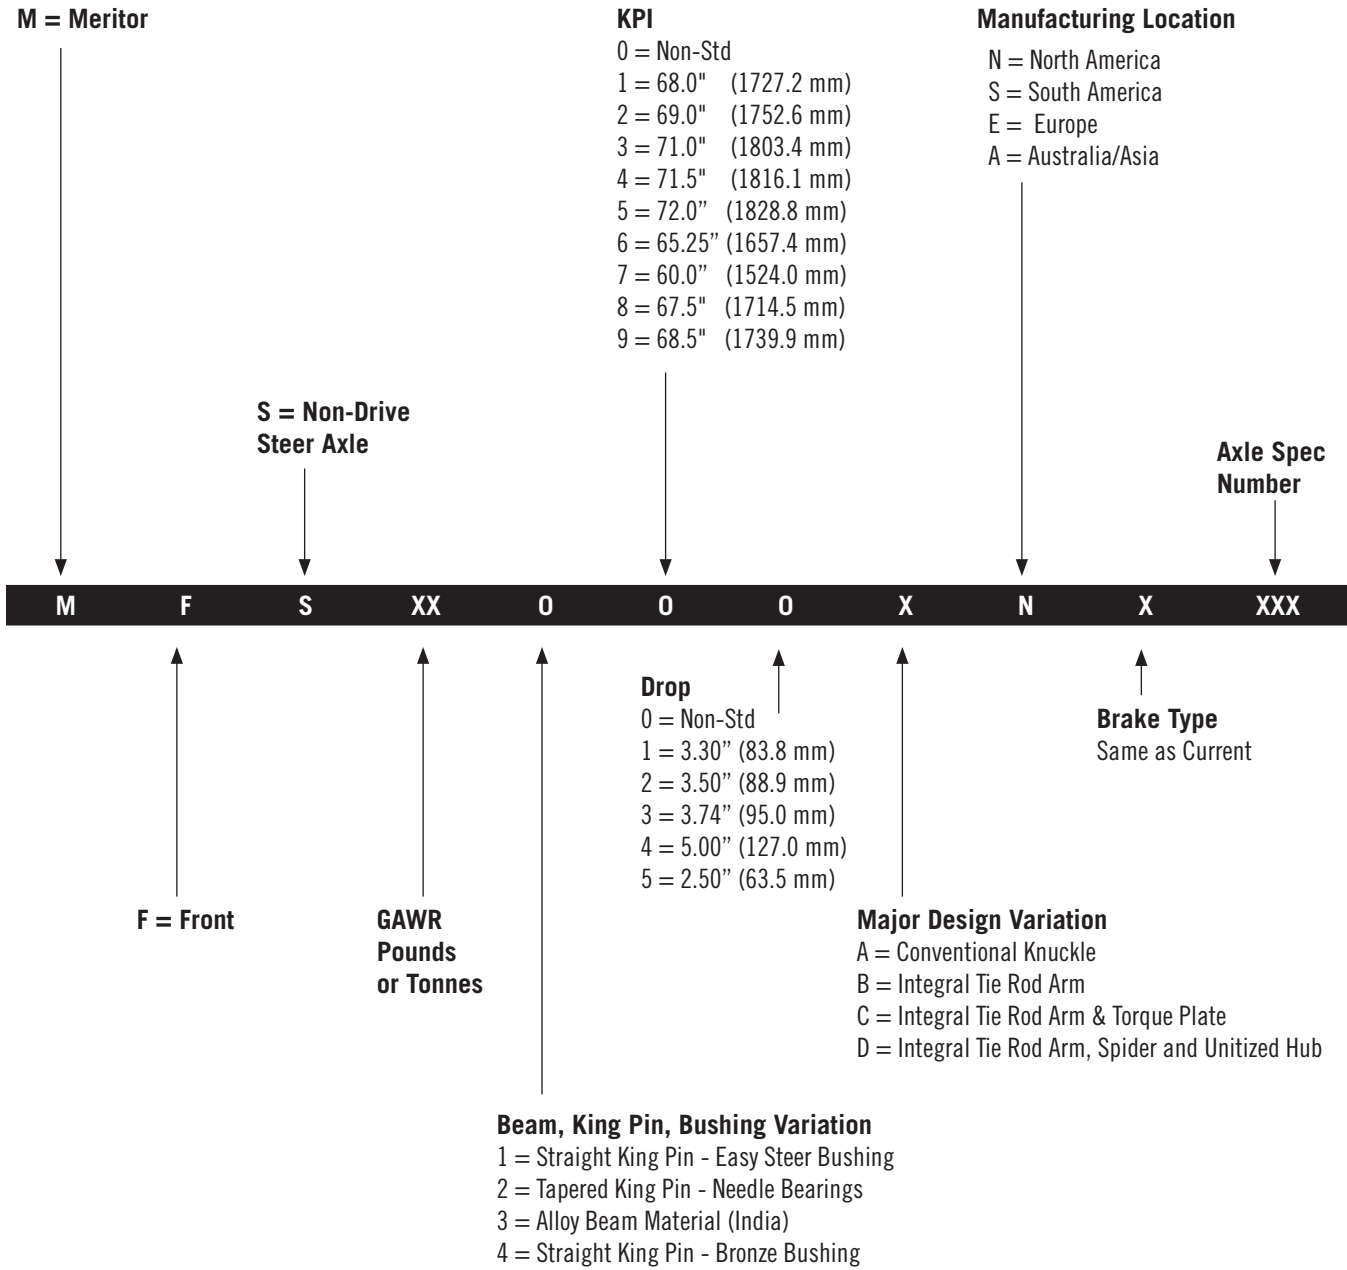 M = Meritor
KPI
0 = Non-Std
1 = 68.0" (1727.2 mm)
2 = 69.0" (1752.6 mm)
3 = 71.0" (1803.4 mm)
4 = 71.5" (1816.1 mm)
5 = 72.0” (1828.8 mm)
6 = 65.25” (1657.4 mm)
7 = 60.0” (1524.0 mm)
8 = 67.5" (1714.5 mm)
9 = 68.5" (1739.9 mm)
Manufacturing Location
N = North America
S = South America
E = Europe
A = Australia/Asia
S = Non-Drive
Steer Axle
Axle Spec
Number
M F S XX O O O X N X XXX
Drop
0 = Non-Std
1 = 3.30” (83.8 mm)
2 = 3.50” (88.9 mm)
3 = 3.74” (95.0 mm)
4 = 5.00” (127.0 mm)
5 = 2.50” (63.5 mm)
Brake Type
Same as Current
F = Front
GAWR
Pounds
or Tonnes
Major Design Variation
A = Conventional Knuckle
B = Integral Tie Rod Arm
C = Integral Tie Rod Arm & Torque Plate
D = Integral Tie Rod Arm, Spider and Unitized Hub
Beam, King Pin, Bushing Variation
1 = Straight King Pin - Easy Steer Bushing
2 = Tapered King Pin - Needle Bearings
3 = Alloy Beam Material (India)
4 = Straight King Pin - Bronze Bushing